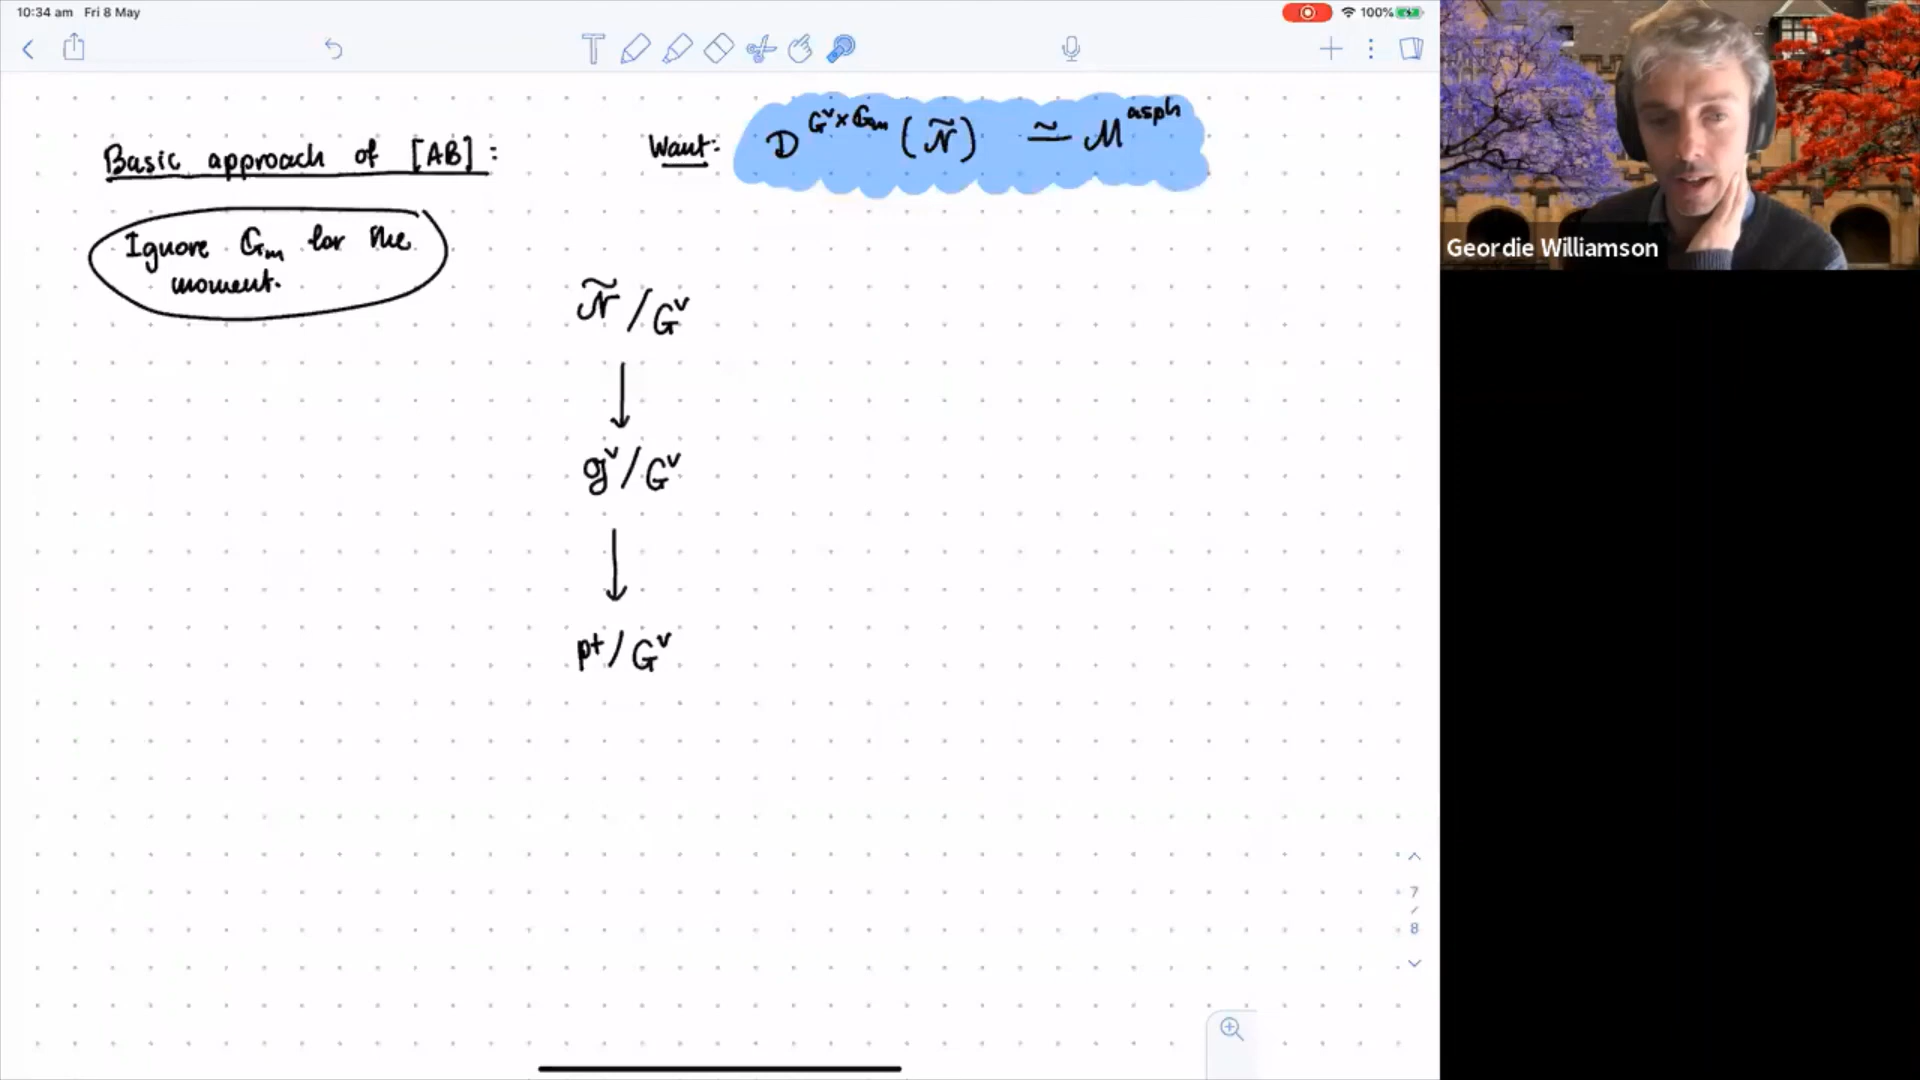 10:34 am Fri 8 May
100%
Basic approach of [AB]:
Want: D^{G^∨×G_m}(Ñ) ≃ M^{asph}
Ignore G_m for the
moment.
Ñ/G^∨
↓
g^∨/G^∨
↓
pt/G^∨
Geordie Williamson
7
/
8